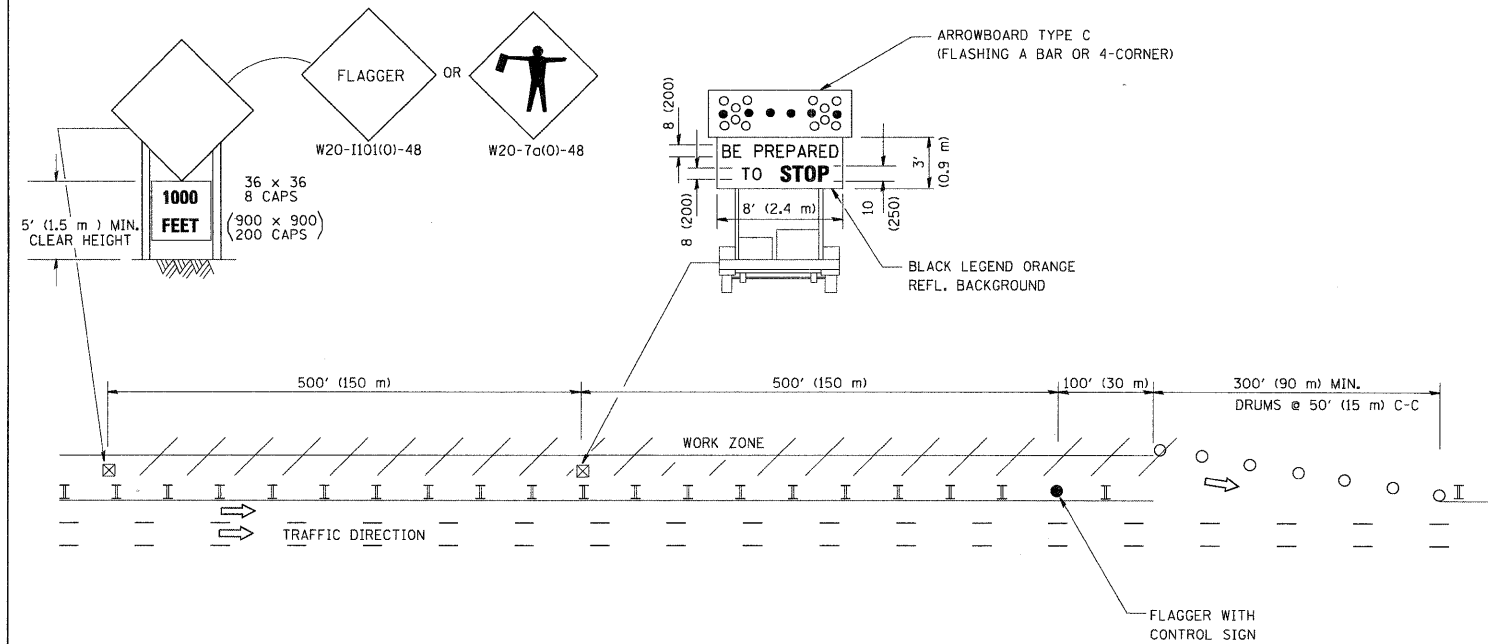 ARROWBOARD TYPE C
(FLASHING A BAR OR 4-CORNER)
FLAGGER
OR
W20-I101(O)-48
W20-7a(O)-48
8 (200)
BE PREPARED
TO STOP
3'
(0.9 m)
8 (200)
8' (2.4 m)
10
(250)
1000
FEET
36 x 36
8 CAPS
(900 x 900)
(200 CAPS)
5' (1.5 m ) MIN.
CLEAR HEIGHT
BLACK LEGEND ORANGE
REFL. BACKGROUND
500' (150 m)
500' (150 m)
100' (30 m)
300' (90 m) MIN.
DRUMS @ 50' (15 m) C-C
WORK ZONE
TRAFFIC DIRECTION
FLAGGER WITH
CONTROL SIGN